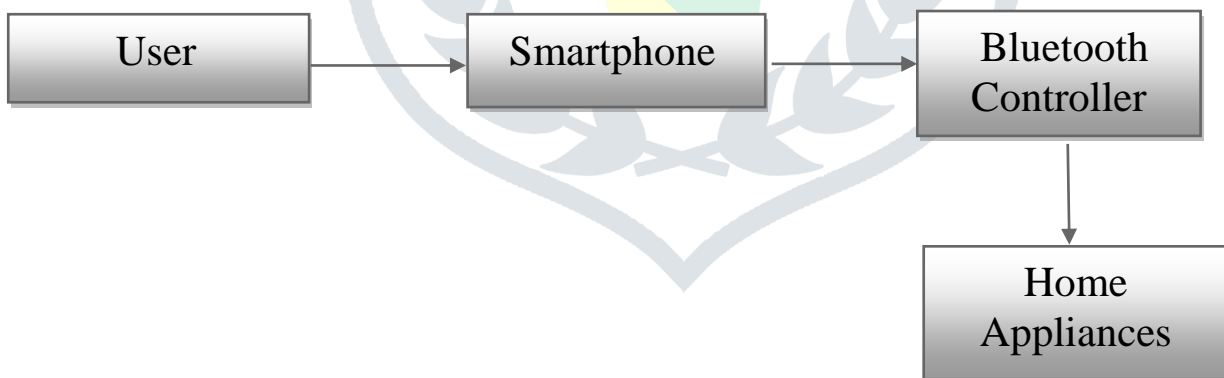 User
Smartphone
Bluetooth
Controller
Home
Appliances